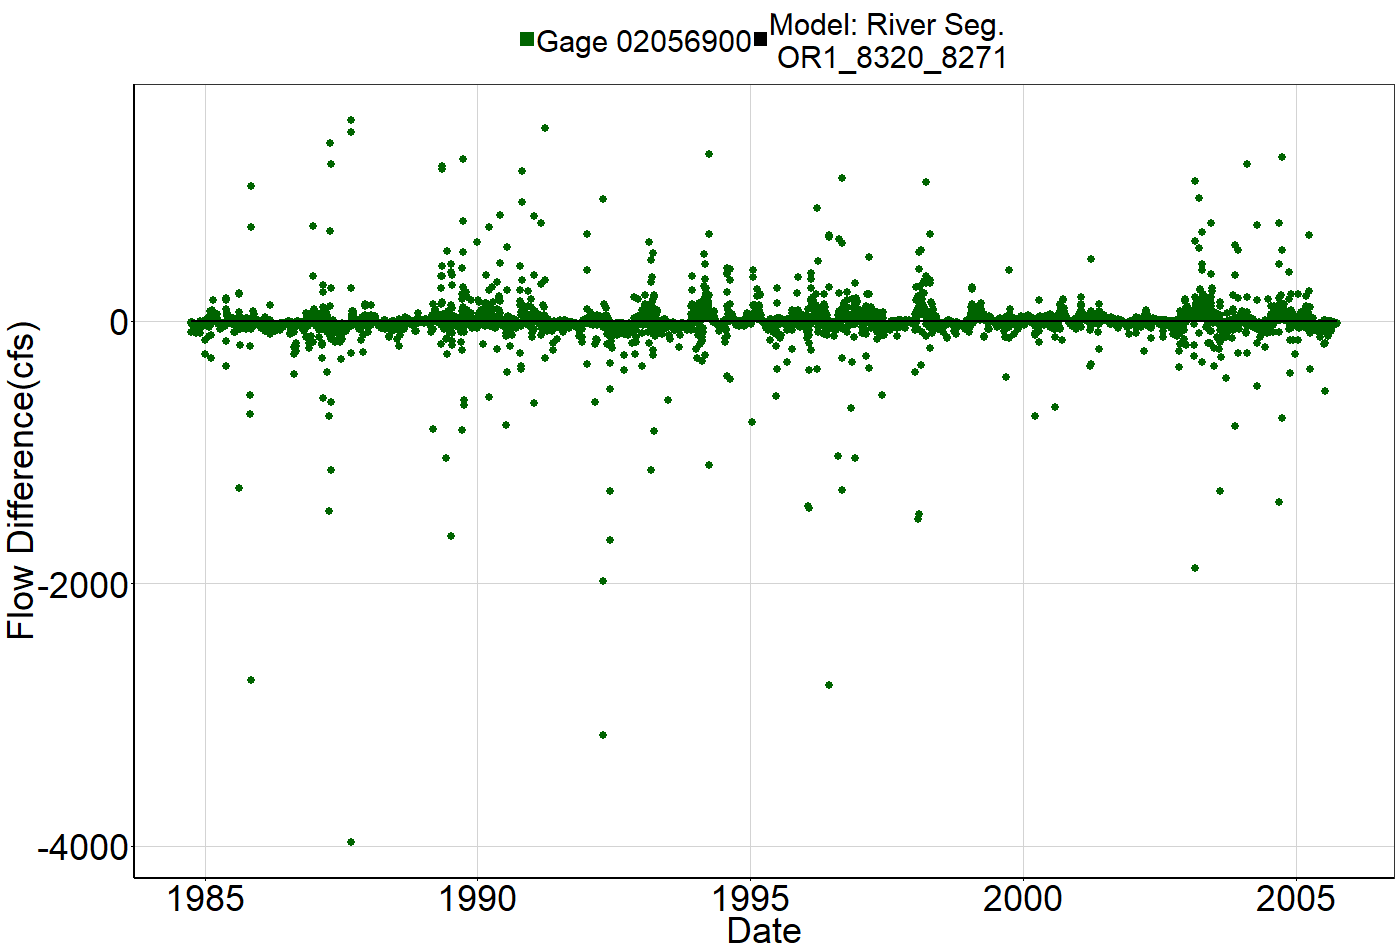 Gage 02056900
Model: River Seg.
OR1_8320_8271
Flow Difference(cfs)
0
-2000
-4000
1985 1990 1995 2000 2005
Date